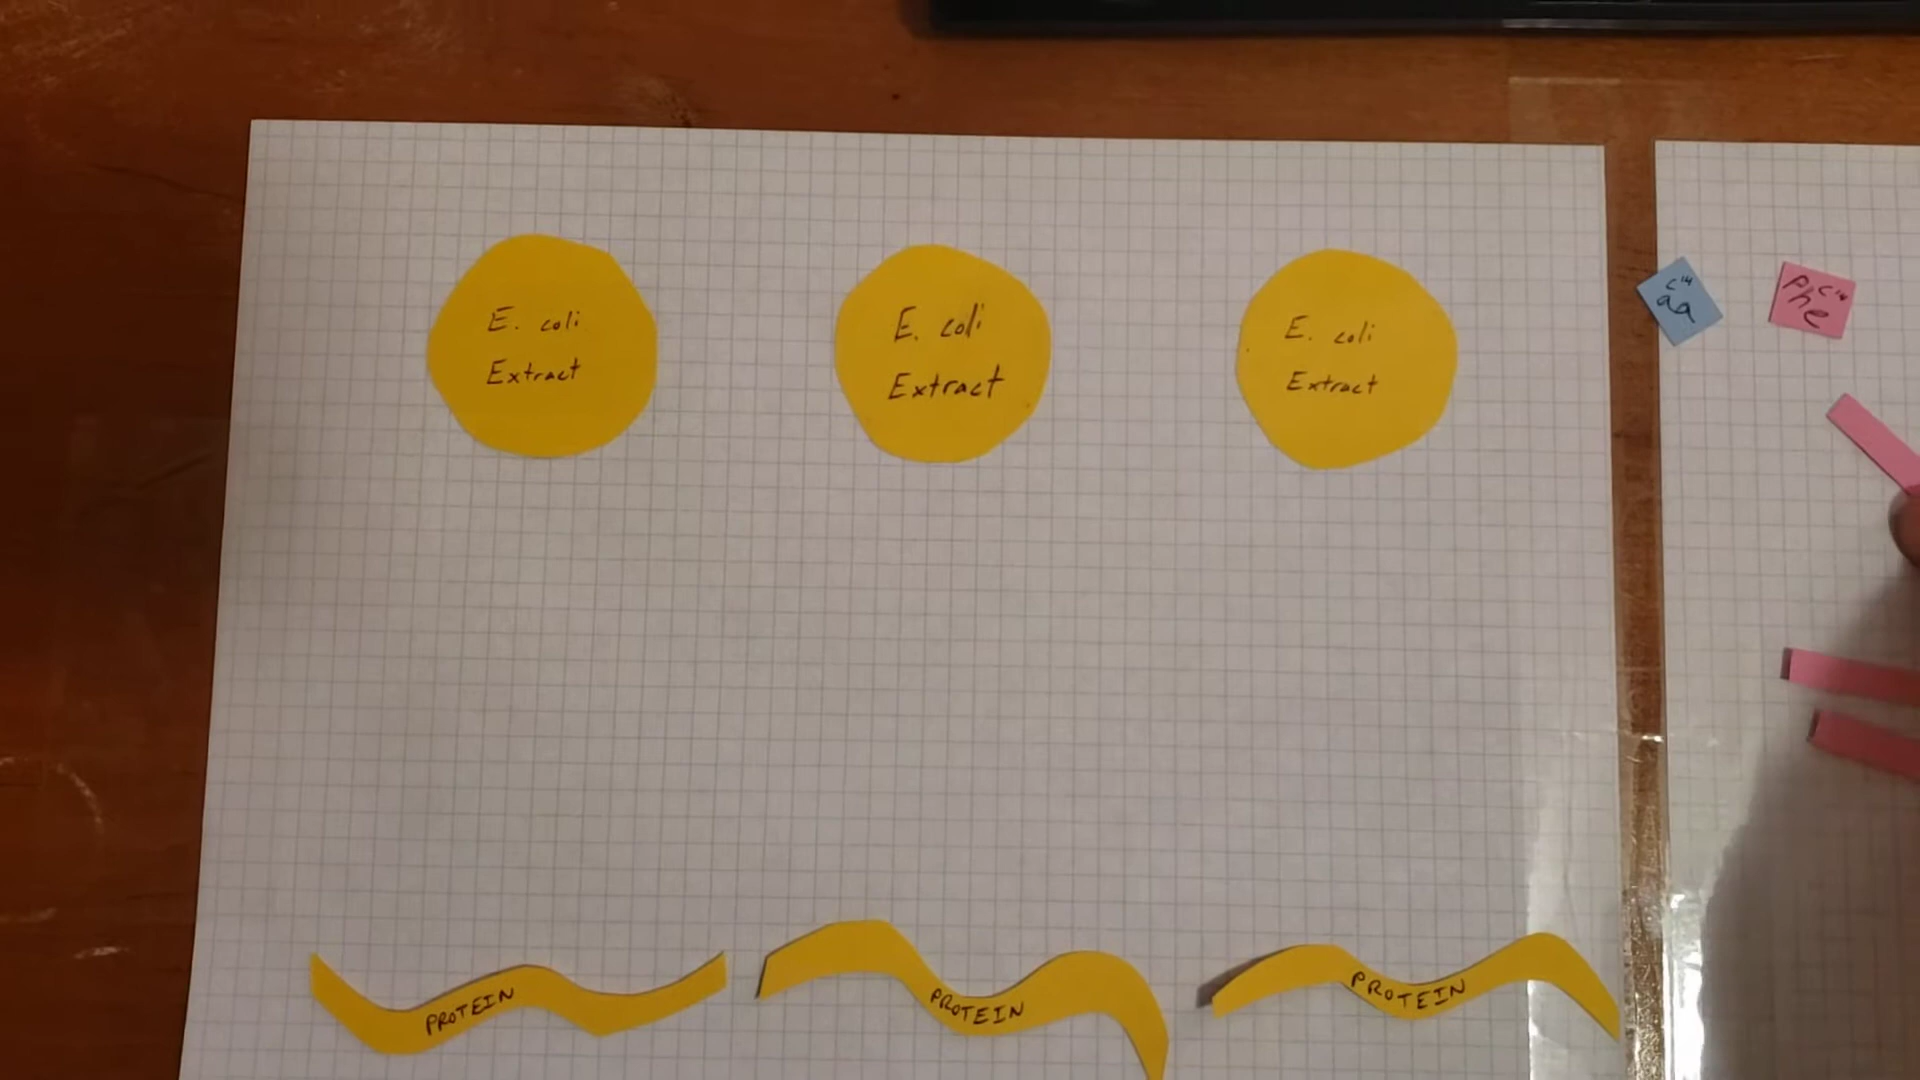 E. coli
Extract
E. coli
Extract
E. coli
Extract
C¹⁴
aa
C¹⁴
Phe
PROTEIN
PROTEIN
PROTEIN